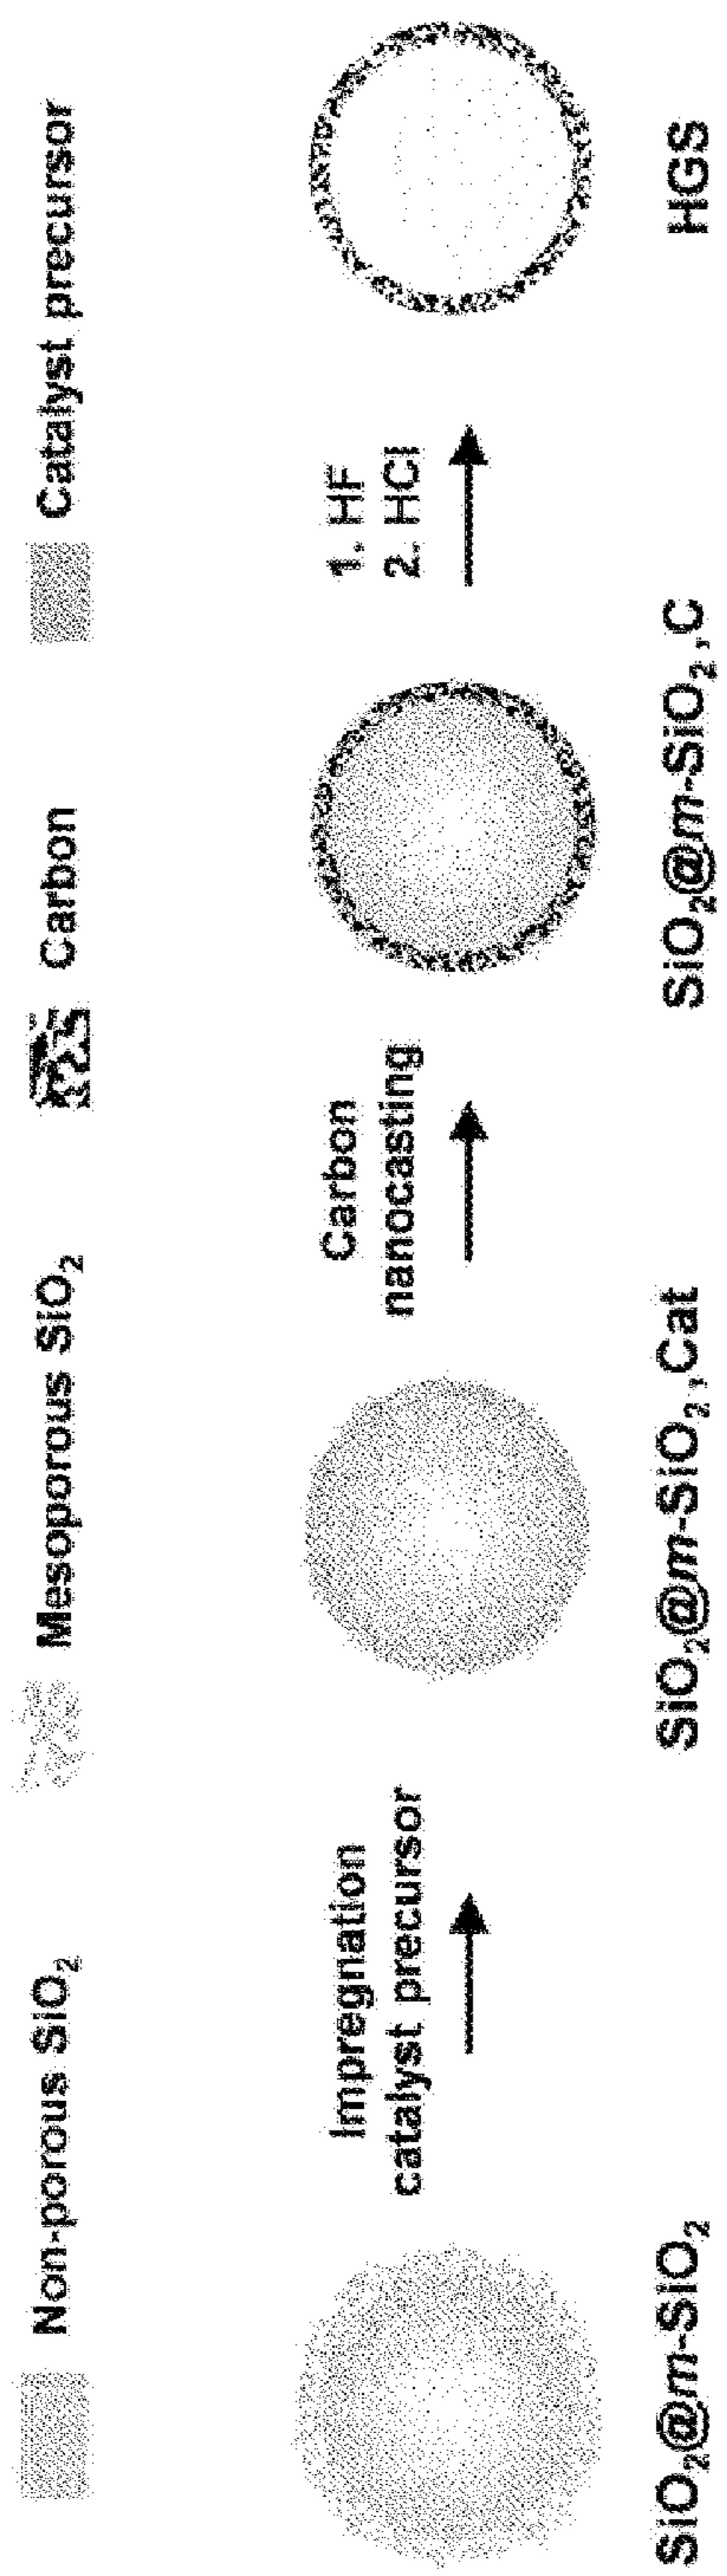 Non-porous SiO₂
Mesoporous SiO₂
Carbon
Catalyst precursor
Impregnation
catalyst precursor
Carbon
nanocasting
1. HF
2. HCl
SiO₂@m-SiO₂
SiO₂@m-SiO₂,Cat
SiO₂@m-SiO₂,C
HGS